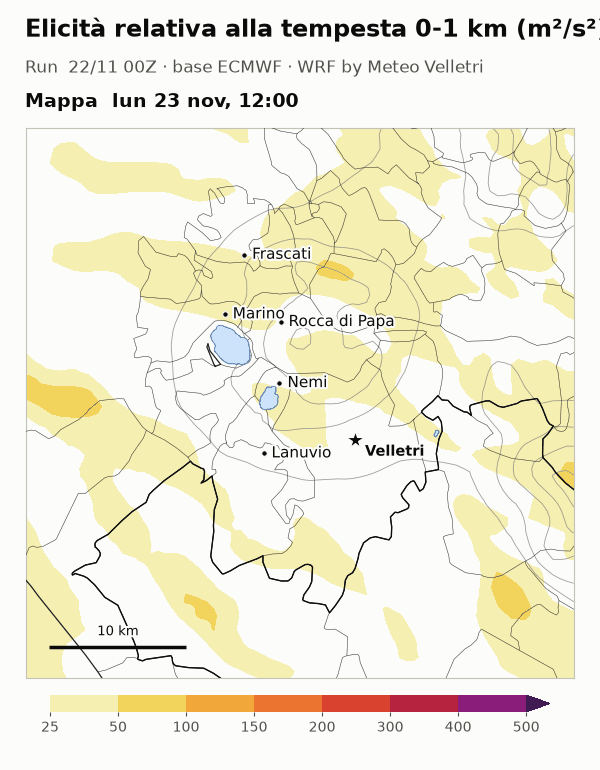 Elicità relativa alla tempesta 0-1 km (m²/s²)
Run 22/11 00Z · base ECMWF · WRF by Meteo Velletri
Mappa lun 23 nov, 12:00
Frascati
Marino
Rocca di Papa
Nemi
Velletri
Lanuvio
10 km
25 50 100 150 200 300 400 500